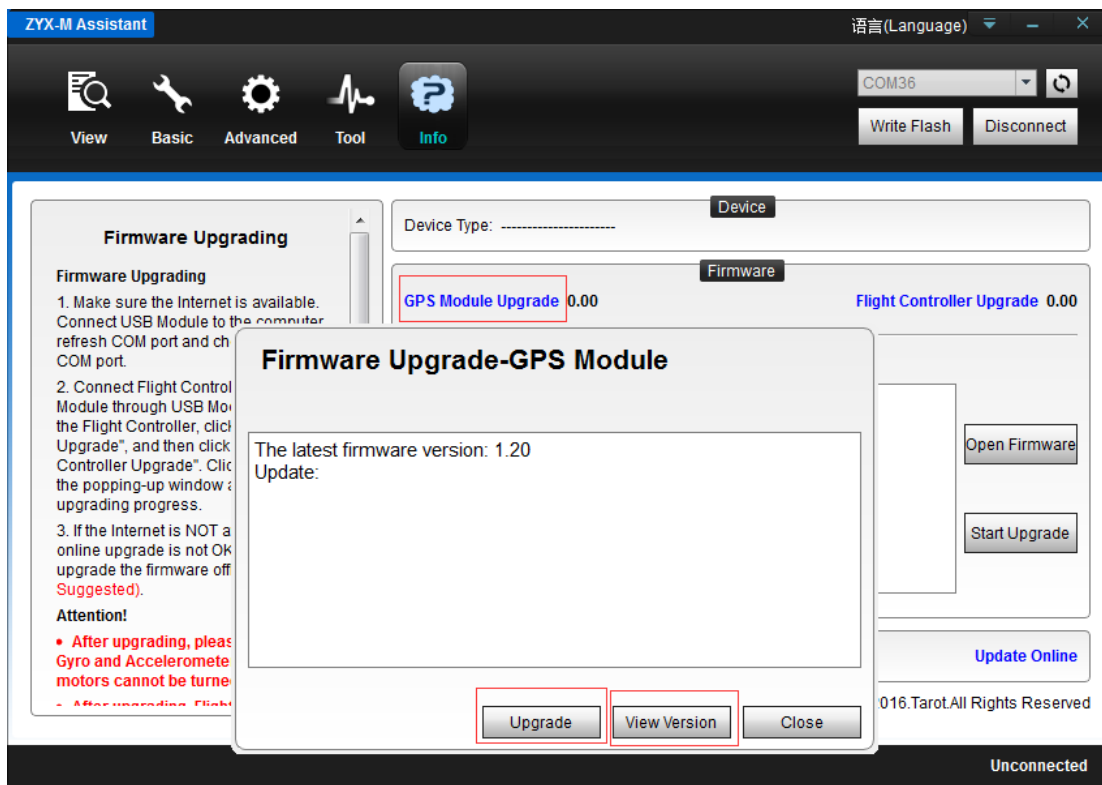 ZYX-M Assistant
语言(Language)
COM36
View
Basic
Advanced
Tool
Info
Write Flash
Disconnect
Firmware Upgrading
Firmware Upgrading
1. Make sure the Internet is available.
Connect USB Module to the computer
refresh COM port and ch
COM port.
2. Connect Flight Control
Module through USB Mo
the Flight Controller, click
Upgrade", and then click
Controller Upgrade". Clic
the popping-up window a
upgrading progress.
3. If the Internet is NOT a
online upgrade is not OK
upgrade the firmware off
Suggested).
Attention!
• After upgrading, pleas
Gyro and Acceleromete
motors cannot be turne
• After upgrading, Flight
Device
Device Type: ----------------------
Firmware
GPS Module Upgrade 0.00
Flight Controller Upgrade 0.00
Open Firmware
Start Upgrade
Update Online
016.Tarot.All Rights Reserved
Firmware Upgrade-GPS Module
The latest firmware version: 1.20
Update:
Upgrade
View Version
Close
Unconnected